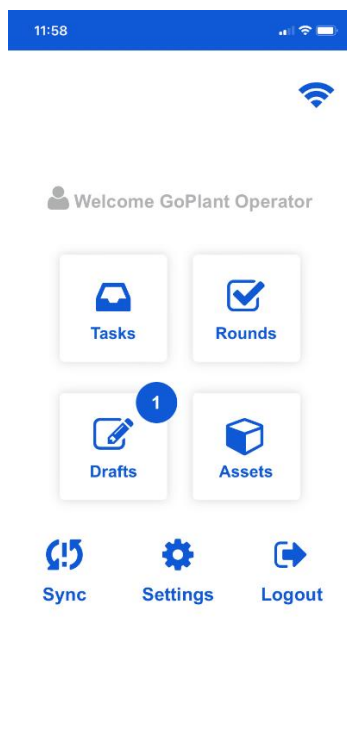 11:58
Welcome GoPlant Operator
Tasks
Rounds
1
Drafts
Assets
Sync
Settings
Logout